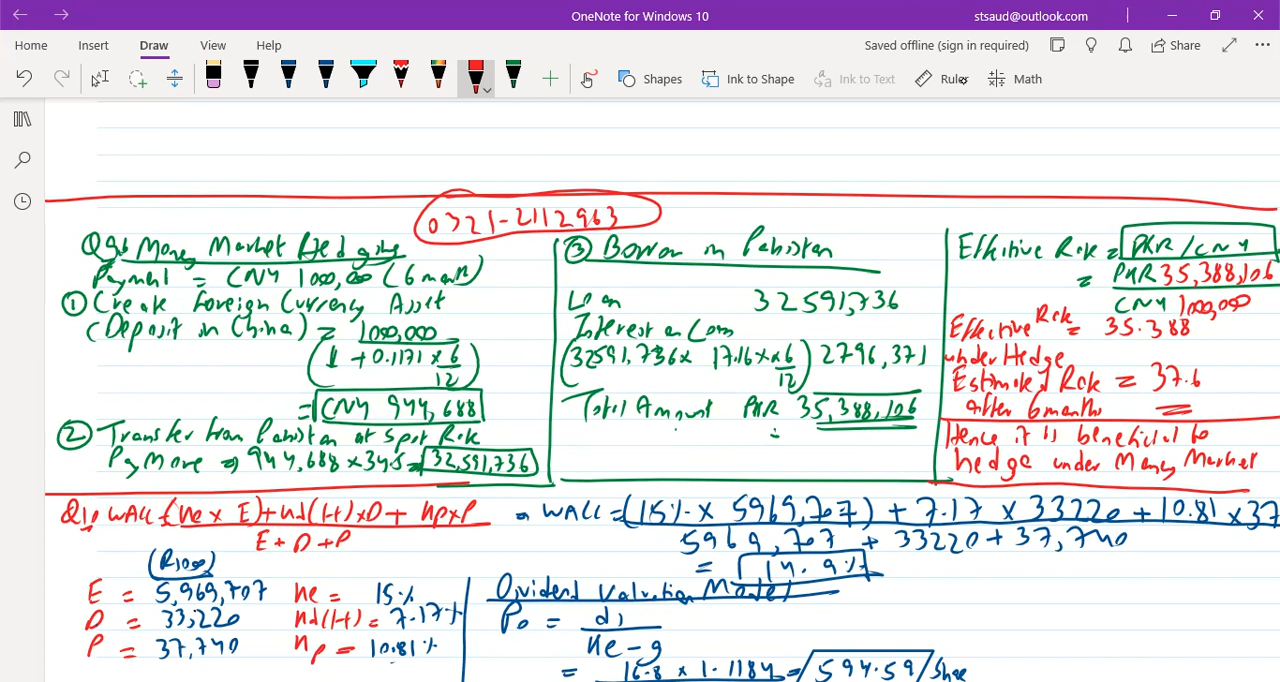 OneNote for Windows 10
stsaud@outlook.com
Home Insert Draw View Help
Saved offline (sign in required) Share
Shapes Ink to Shape Ink to Text Ruler Math
0321-2112963
Q96 Money Market Hedging
Payment = CNY 1000,000 (6 month)
① Create Foreign Currency Asset
(Deposit in China) = 1000,000
(1 + 0.1171 × 6/12)
= CNY 944,688
② Transfer from Pakistan at Spot Rate
Pay More ⇒ 944,688 × 34.5 = 32,591,736
③ Borrow in Pakistan
Loan 32591,736
Interest on Loan
(32591,736 × 17.16 × × 6/12) 2796,371
Total Amount PKR 35,388,106
Effective Rate = PKR/CNY
= PKR 35,388,106
CNY 1000,000
Effective Rate = 35.388
under Hedge
Estimated Rate = 37.6
after 6 months
Hence it is beneficial to
hedge under Money Market
WACC = (ke × E) + kd(1-t) × D + kp × P
E + D + P
= WACC = (15% × 5969,707) + 7.17 × 33220 + 10.81 × 37
5969,707 + 33220 + 37,740
= 14.9%
(R1000)
E = 5,969,707 ke = 15%
D = 33,220 kd(1-t) = 7.17%
P = 37,740 kp = 10.81%
Dividend Valuation Model
P0 = d1
ke - g
= 16.8 × 1.1184 = 594.59/Share